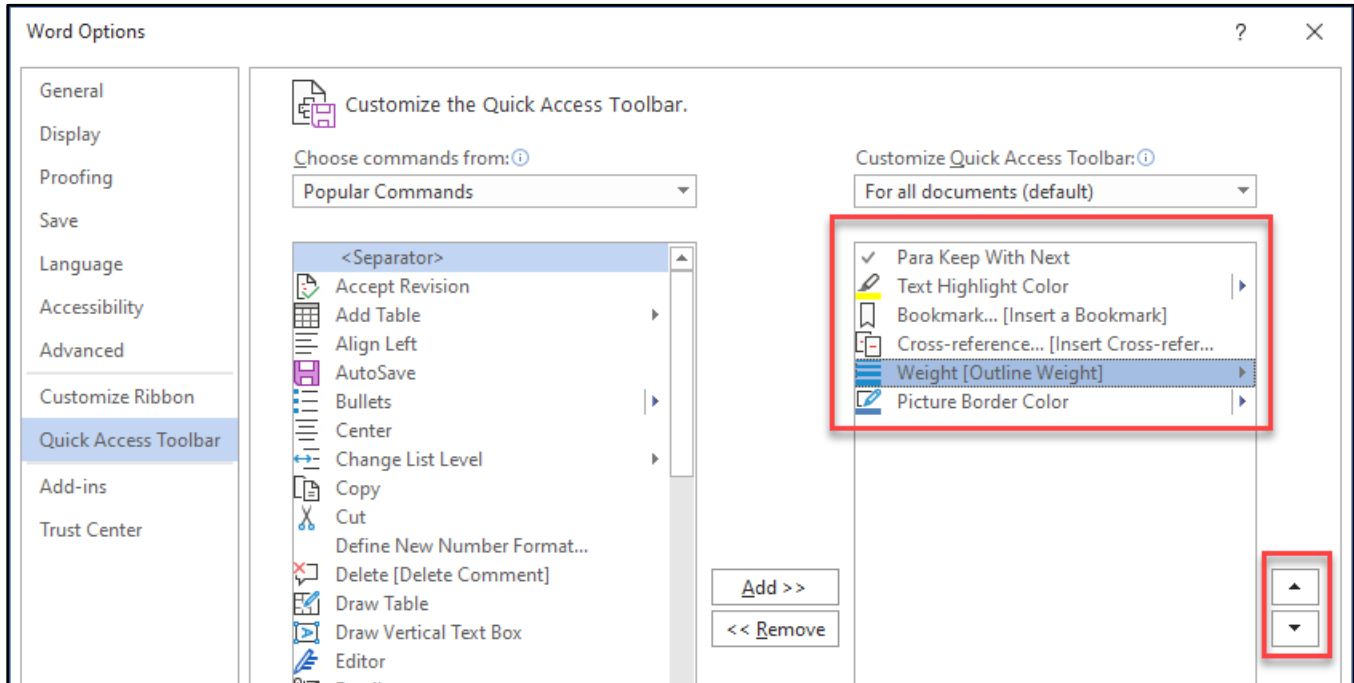 Word Options
?
General
Display
Proofing
Save
Language
Accessibility
Advanced
Customize Ribbon
Quick Access Toolbar
Add-ins
Trust Center
Customize the Quick Access Toolbar.
Choose commands from:
Popular Commands
<Separator>
Accept Revision
Add Table
Align Left
AutoSave
Bullets
Center
Change List Level
Copy
Cut
Define New Number Format...
Delete [Delete Comment]
Draw Table
Draw Vertical Text Box
Editor
Add >>
<< Remove
Customize Quick Access Toolbar:
For all documents (default)
Para Keep With Next
Text Highlight Color
Bookmark... [Insert a Bookmark]
Cross-reference... [Insert Cross-refer...
Weight [Outline Weight]
Picture Border Color